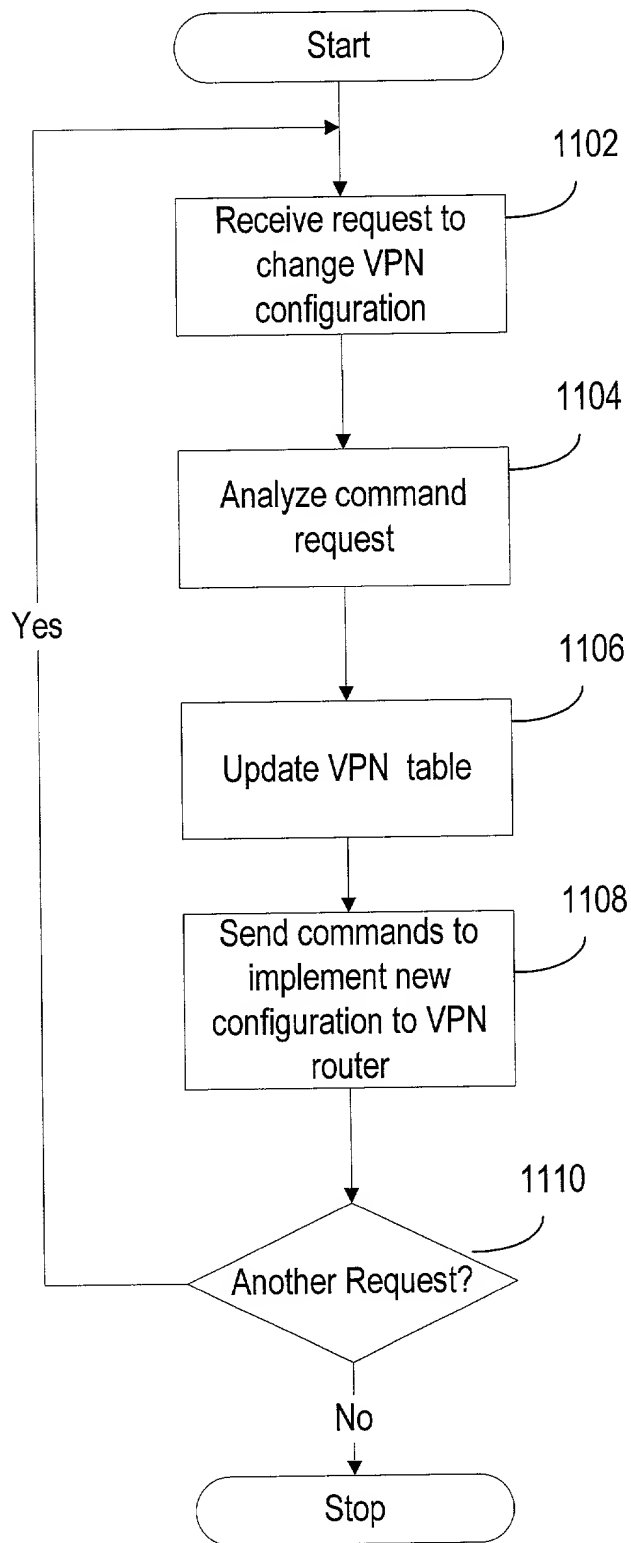 Start
1102
Receive request to
change VPN
configuration
1104
Analyze command
request
Yes
1106
Update VPN table
1108
Send commands to
implement new
configuration to VPN
router
1110
Another Request?
No
Stop